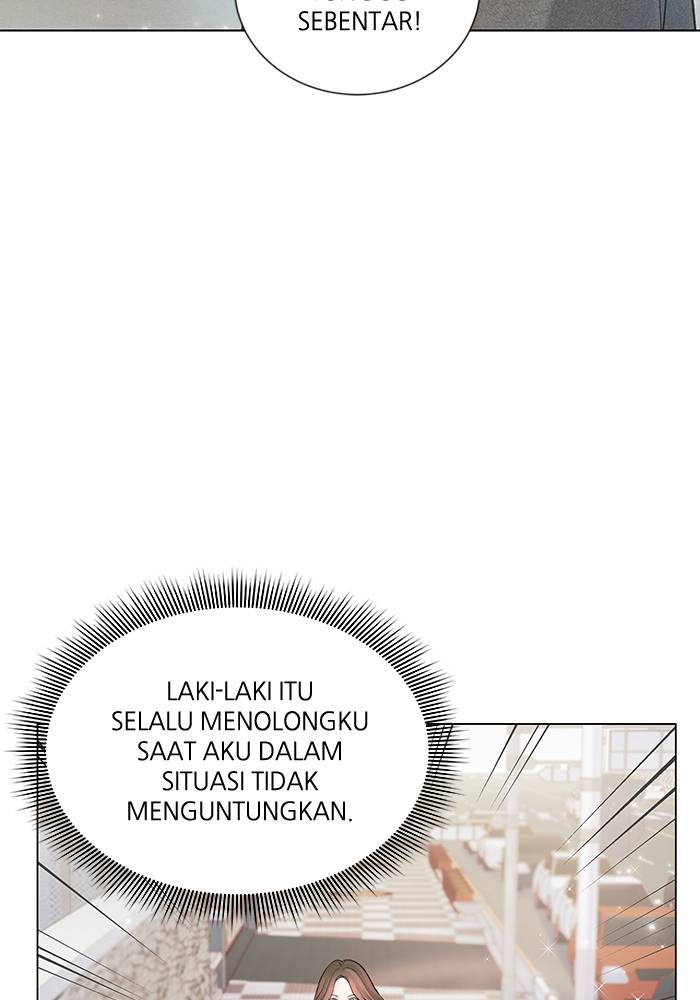 SEBENTAR!
LAKI-LAKI ITU
SELALU MENOLONGKU
SAAT AKU DALAM
SITUASI TIDAK
MENGUNTUNGKAN.